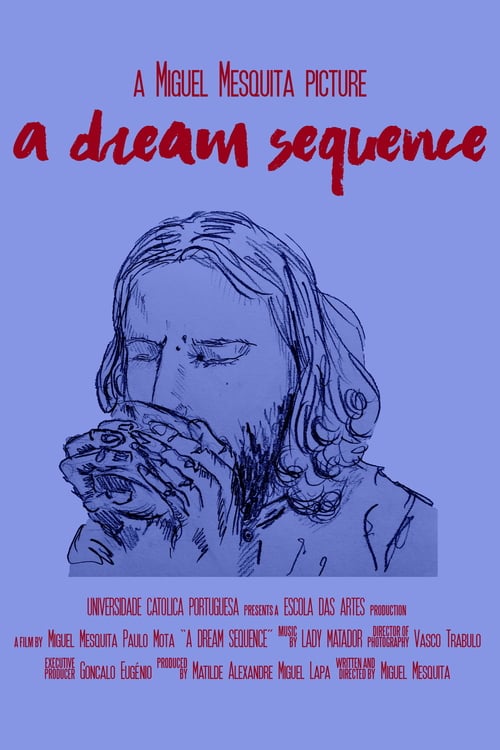 A MIGUEL MESQUITA PICTURE
a dream sequence
UNIVERSIDADE CATOLICA PORTUGUESA PRESENTS A ESCOLA DAS ARTES PRODUCTION
A FILM BY MIGUEL MESQUITA PAULO MOTA "A DREAM SEQUENCE" MUSIC BY LADY MATADOR DIRECTOR OF PHOTOGRAPHY VASCO TRABULO
EXECUTIVE PRODUCER GONCALO EUGÉNIO PRODUCED BY MATILDE ALEXANDRE MIGUEL LAPA WRITTEN AND DIRECTED BY MIGUEL MESQUITA